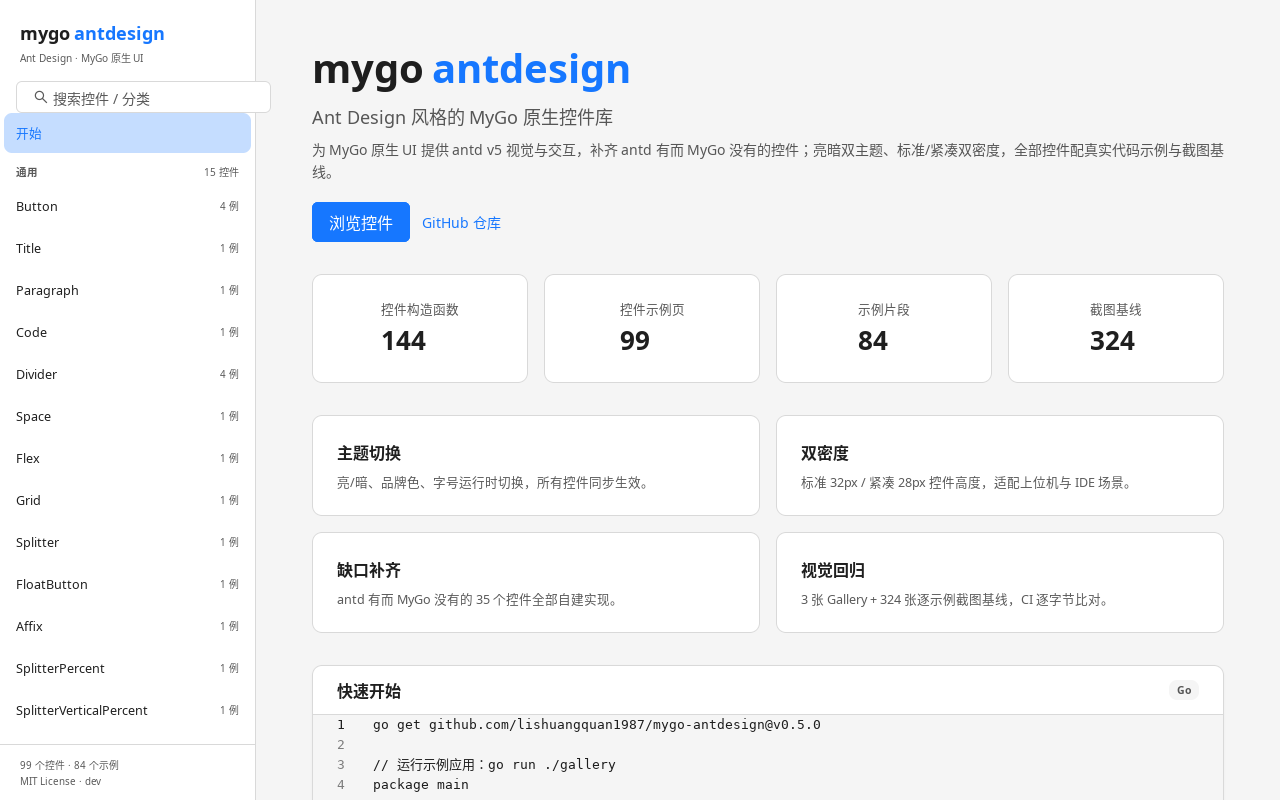 mygo antdesign
Ant Design · MyGo 原生 UI
搜索控件 / 分类
开始
通用 15 控件
Button 4 例
Title 1 例
Paragraph 1 例
Code 1 例
Divider 4 例
Space 1 例
Flex 1 例
Grid 1 例
Splitter 1 例
FloatButton 1 例
Affix 1 例
SplitterPercent 1 例
SplitterVerticalPercent 1 例
99 个控件 · 84 个示例
MIT License · dev
mygo antdesign
Ant Design 风格的 MyGo 原生控件库
为 MyGo 原生 UI 提供 antd v5 视觉与交互，补齐 antd 有而 MyGo 没有的控件；亮暗双主题、标准/紧凑双密度，全部控件配真实代码示例与截图基
线。
浏览控件 GitHub 仓库
控件构造函数
144
控件示例页
99
示例片段
84
截图基线
324
主题切换
亮/暗、品牌色、字号运行时切换，所有控件同步生效。
双密度
标准 32px / 紧凑 28px 控件高度，适配上位机与 IDE 场景。
缺口补齐
antd 有而 MyGo 没有的 35 个控件全部自建实现。
视觉回归
3 张 Gallery + 324 张逐示例截图基线，CI 逐字节比对。
快速开始 Go
1 go get github.com/lishuangquan1987/mygo-antdesign@v0.5.0
2
3 // 运行示例应用：go run ./gallery
4 package main